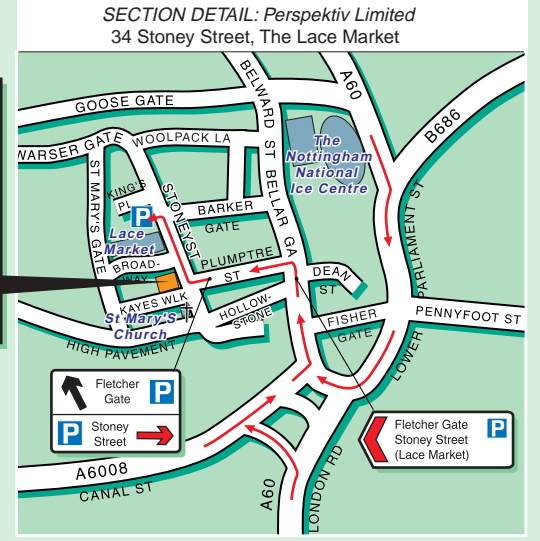 SECTION DETAIL: Perspektiv Limited
34 Stoney Street, The Lace Market
GOOSE GATE
BELWARD ST
A60
B686
WARSER GATE
WOOLPACK LA
The
Nottingham
National
Ice Centre
ST MARY'S GATE
KING'S
PL
P
STONEY ST
BARKER
GATE
BELLAR GA
PARLIAMENT ST
LOWER
Lace
Market
BROAD-
WAY
PLUMPTRE
ST
DEAN
ST
KAYES WLK
St Mary'S
Church
HOLLOW-
STONE
FISHER
GATE
PENNYFOOT ST
HIGH PAVEMENT
Fletcher
Gate
P
P
Stoney
Street
Fletcher Gate
Stoney Street
(Lace Market)
P
A6008
CANAL ST
A60
LONDON RD